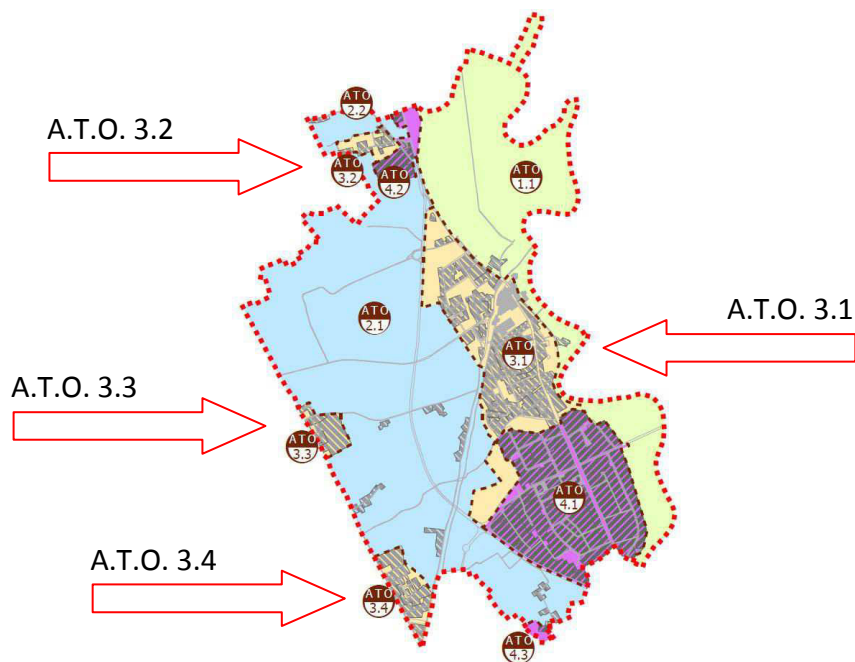 ATO
2.2
A.T.O. 3.2
ATO
3.2
ATO
4.2
ATO
1.1
A.T.O. 3.1
ATO
2.1
ATO
3.1
A.T.O. 3.3
ATO
3.3
ATO
4.1
A.T.O. 3.4
ATO
3.4
ATO
4.3